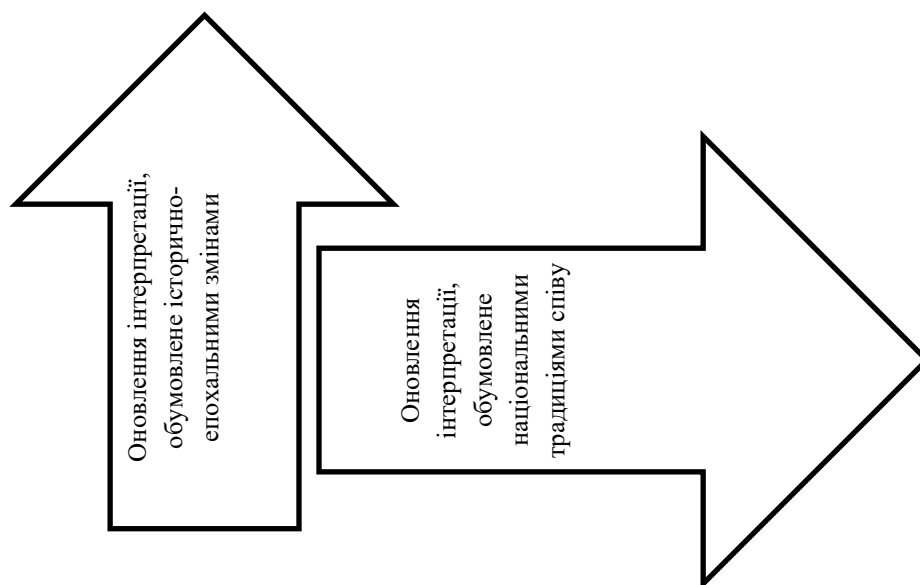 Оновлення інтерпретації,
обумовлене історично-
епохальними змінами
Оновлення
інтерпретації,
обумовлене
національними
традиціями співу